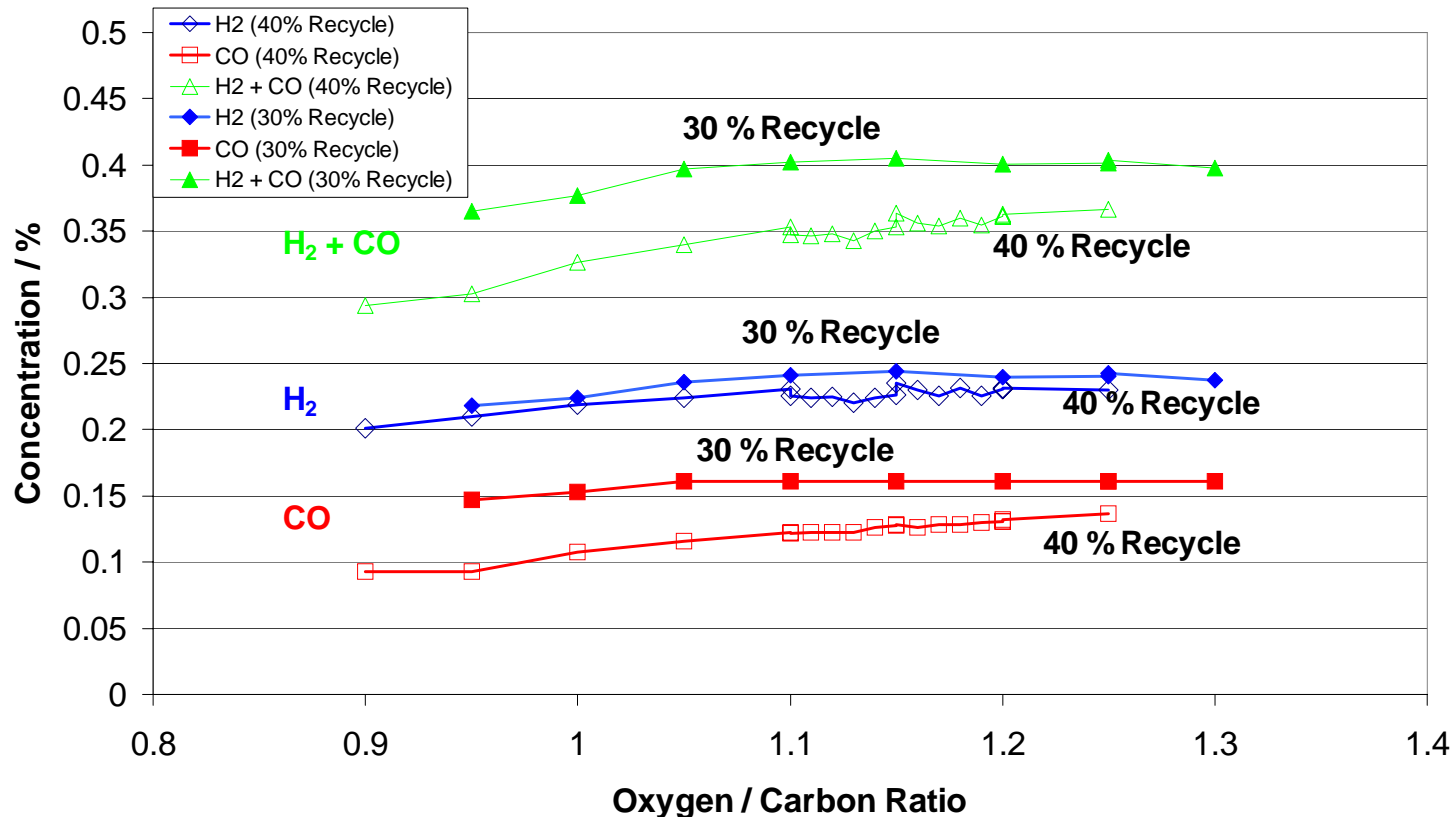 H2 (40% Recycle)
CO (40% Recycle)
H2 + CO (40% Recycle)
H2 (30% Recycle)
CO (30% Recycle)
H2 + CO (30% Recycle)
0.5
0.45
0.4
0.35
0.3
0.25
0.2
0.15
0.1
0.05
0
Concentration / %
30 % Recycle
H₂ + CO
40 % Recycle
30 % Recycle
H₂
40 % Recycle
30 % Recycle
CO
40 % Recycle
0.8 0.9 1 1.1 1.2 1.3 1.4
Oxygen / Carbon Ratio